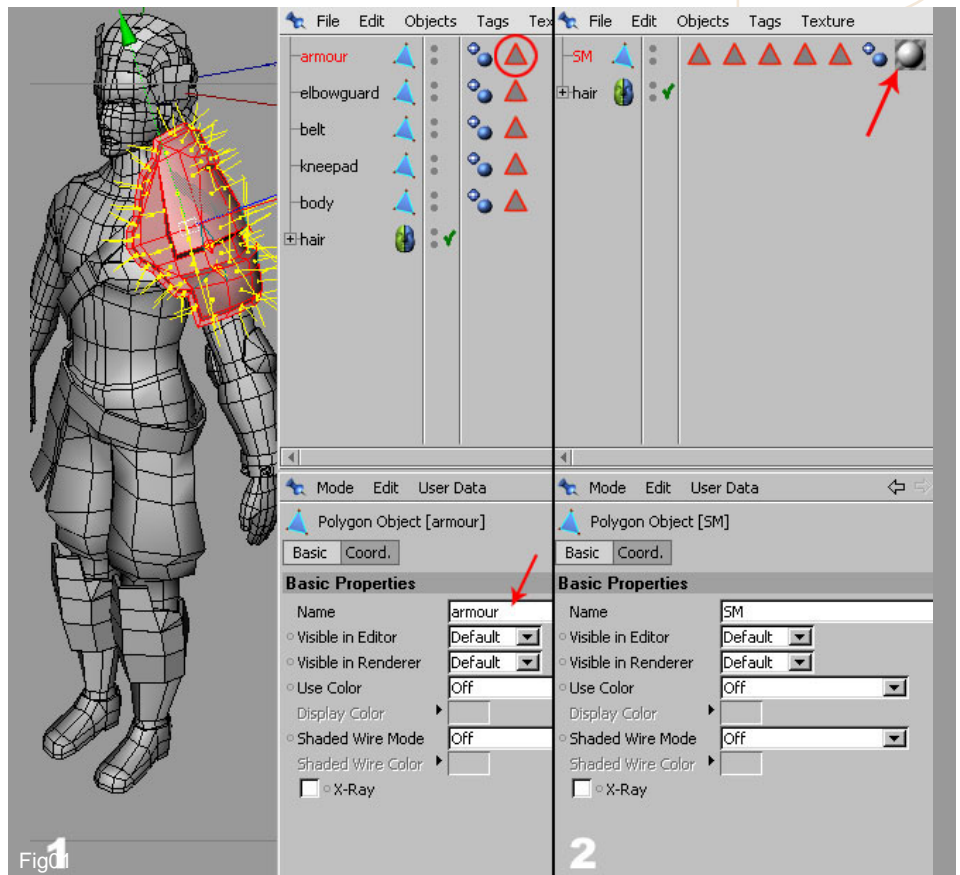 File Edit Objects Tags Tex
armour
elbowguard
belt
kneepad
body
hair
Mode Edit User Data
Polygon Object [armour]
Basic Coord.
Basic Properties
Name armour
Visible in Editor Default
Visible in Renderer Default
Use Color Off
Display Color
Shaded Wire Mode Off
Shaded Wire Color
X-Ray
File Edit Objects Tags Texture
SM
hair
Mode Edit User Data
Polygon Object [SM]
Basic Coord.
Basic Properties
Name SM
Visible in Editor Default
Visible in Renderer Default
Use Color Off
Display Color
Shaded Wire Mode Off
Shaded Wire Color
X-Ray
Fig01
1
2